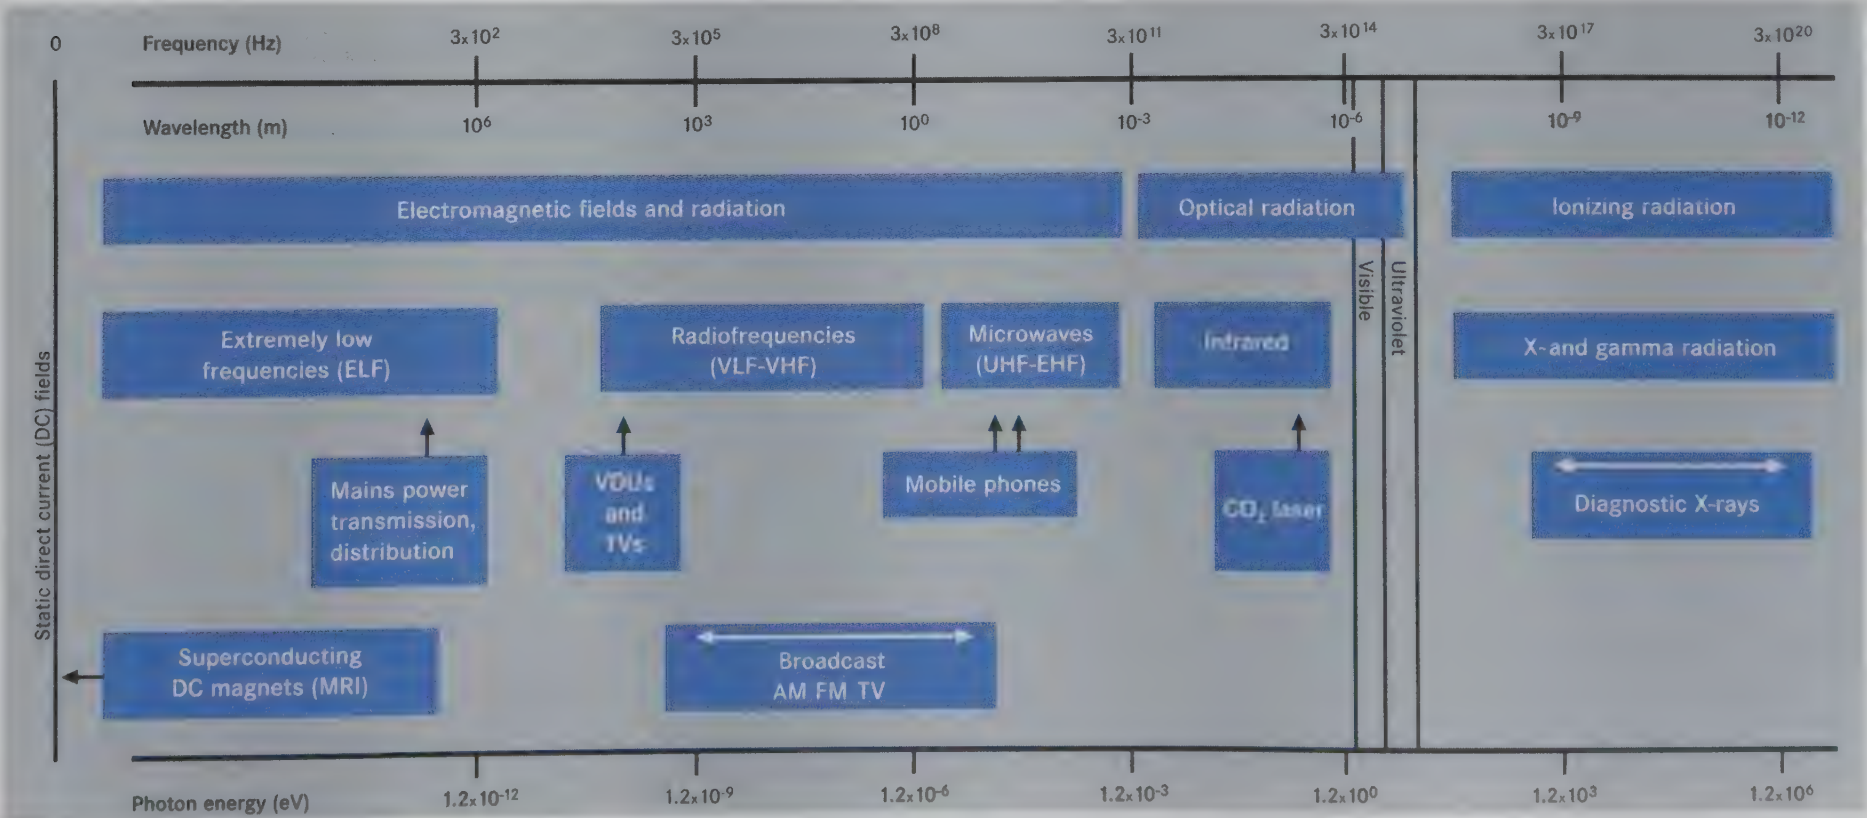 0 Frequency (Hz) 3x10² 3x10⁵ 3x10⁸ 3x10¹¹ 3x10¹⁴ 3x10¹⁷ 3x10²⁰
Wavelength (m) 10⁶ 10³ 10⁰ 10⁻³ 10⁻⁶ 10⁻⁹ 10⁻¹²
Electromagnetic fields and radiation
Optical radiation
Ionizing radiation
Visible
Ultraviolet
Extremely low
frequencies (ELF)
Radiofrequencies
(VLF-VHF)
Microwaves
(UHF-EHF)
Infrared
X-and gamma radiation
Static direct current (DC) fields
Mains power
transmission,
distribution
VDUs
and
TVs
Mobile phones
CO₂ laser
Diagnostic X-rays
Superconducting
DC magnets (MRI)
Broadcast
AM FM TV
Photon energy (eV) 1.2x10⁻¹² 1.2x10⁻⁹ 1.2x10⁻⁶ 1.2x10⁻³ 1.2x10⁰ 1.2x10³ 1.2x10⁶